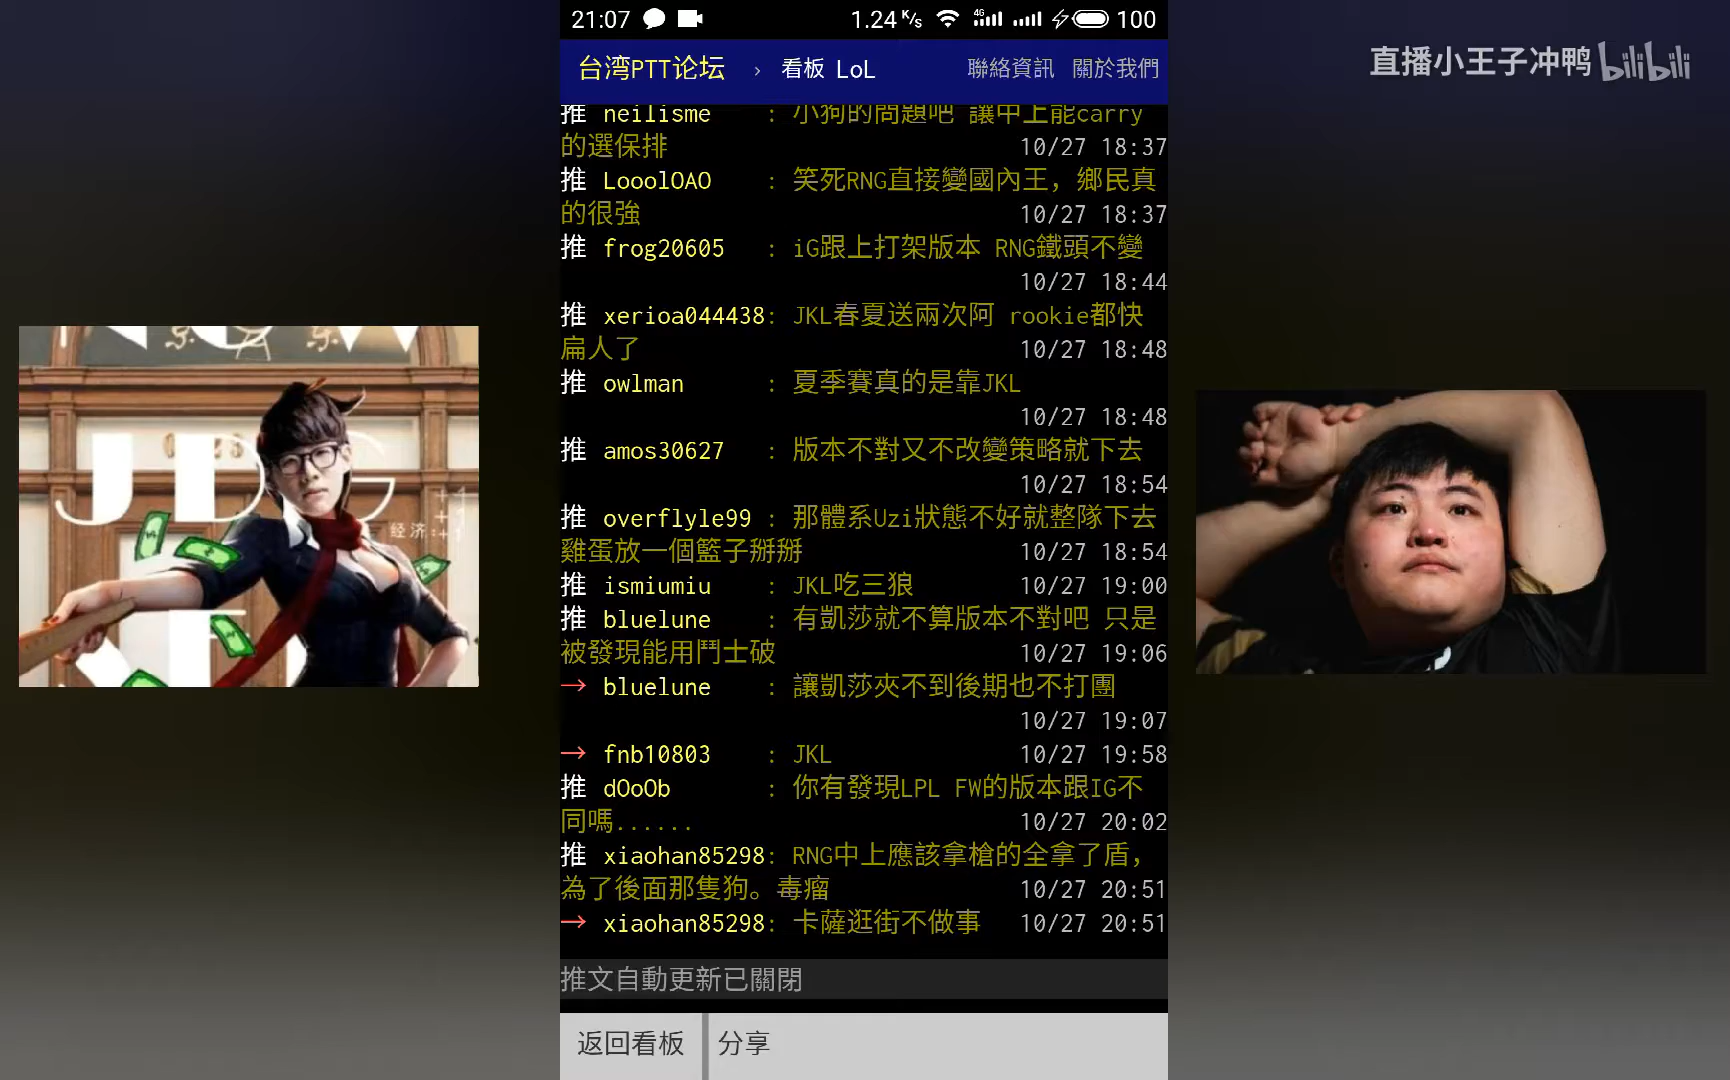 21:07 1.24 K/s 4G 100
台湾PTT论坛 › 看板 LoL 聯絡資訊 關於我們
直播小王子冲鸭 bilibili
推 neilisme : 小狗的問題吧 讓中上能carry
的選保排 10/27 18:37
推 LooolOAO : 笑死RNG直接變國內王，鄉民真
的很強 10/27 18:37
推 frog20605 : iG跟上打架版本 RNG鐵頭不變
10/27 18:44
推 xerioa044438: JKL春夏送兩次阿 rookie都快
扁人了 10/27 18:48
推 owlman : 夏季賽真的是靠JKL
10/27 18:48
推 amos30627 : 版本不對又不改變策略就下去
10/27 18:54
推 overflyle99 : 那體系Uzi狀態不好就整隊下去
雞蛋放一個籃子掰掰 10/27 18:54
推 ismiumiu : JKL吃三狼 10/27 19:00
推 bluelune : 有凱莎就不算版本不對吧 只是
被發現能用鬥士破 10/27 19:06
→ bluelune : 讓凱莎夾不到後期也不打團
10/27 19:07
→ fnb10803 : JKL 10/27 19:58
推 dOoOb : 你有發現LPL FW的版本跟IG不
同嗎...... 10/27 20:02
推 xiaohan85298: RNG中上應該拿槍的全拿了盾，
為了後面那隻狗。毒瘤 10/27 20:51
→ xiaohan85298: 卡薩逛街不做事 10/27 20:51
推文自動更新已關閉
返回看板 分享
JDG
经济:+1